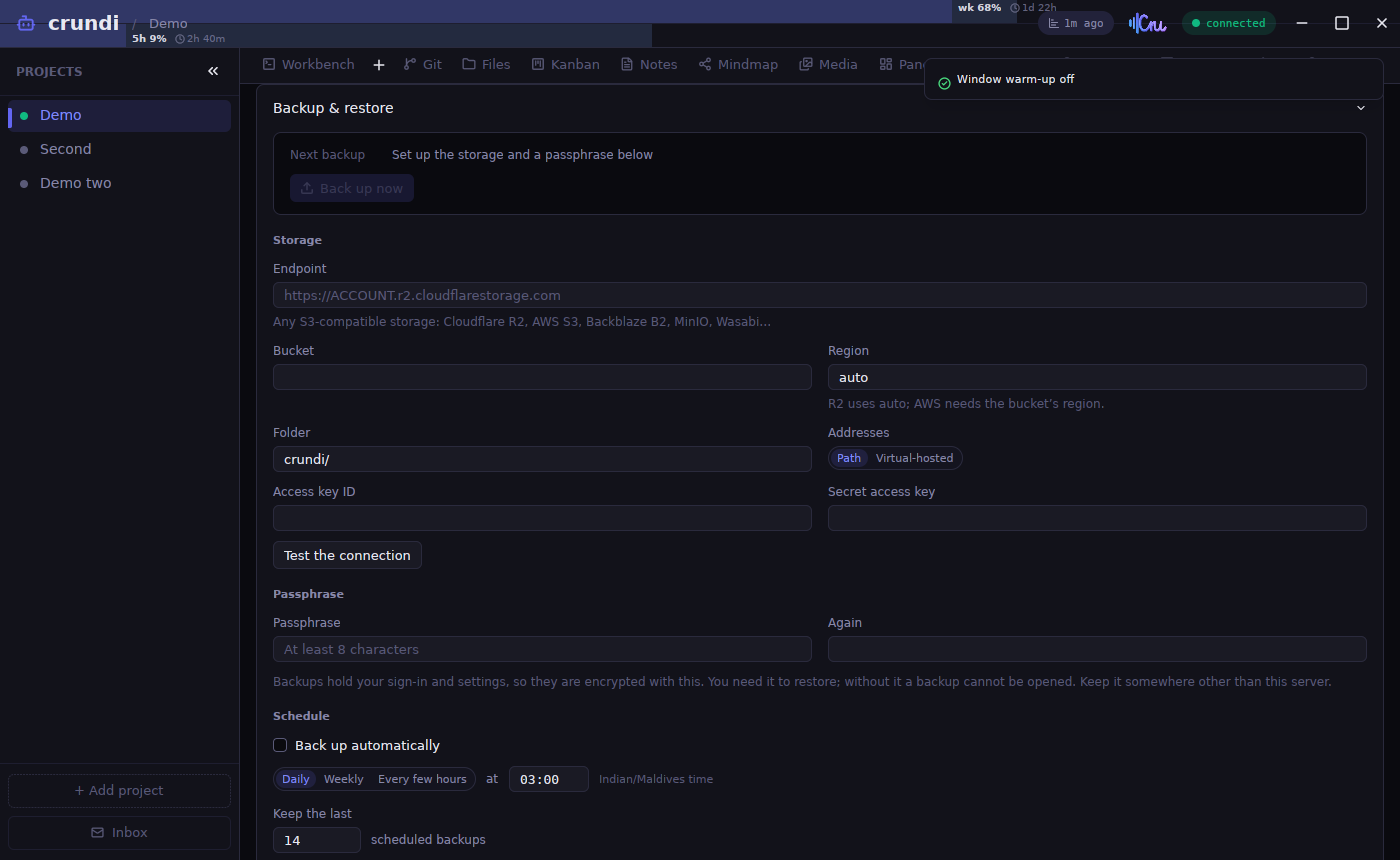 wk 68% 1d 22h
crundi / Demo
1m ago
connected
5h 9% 2h 40m
PROJECTS
Workbench + Git Files Kanban Notes Mindmap Media
Window warm-up off
Demo
Second
Demo two
Backup & restore
Next backup Set up the storage and a passphrase below
Back up now
Storage
Endpoint
https://ACCOUNT.r2.cloudflarestorage.com
Any S3-compatible storage: Cloudflare R2, AWS S3, Backblaze B2, MinIO, Wasabi…
Bucket Region
auto
R2 uses auto; AWS needs the bucket’s region.
Folder Addresses
crundi/ Path Virtual-hosted
Access key ID Secret access key
Test the connection
Passphrase
Passphrase Again
At least 8 characters
Backups hold your sign-in and settings, so they are encrypted with this. You need it to restore; without it a backup cannot be opened. Keep it somewhere other than this server.
Schedule
Back up automatically
Daily Weekly Every few hours at 03:00 Indian/Maldives time
Keep the last
14 scheduled backups
+ Add project
Inbox